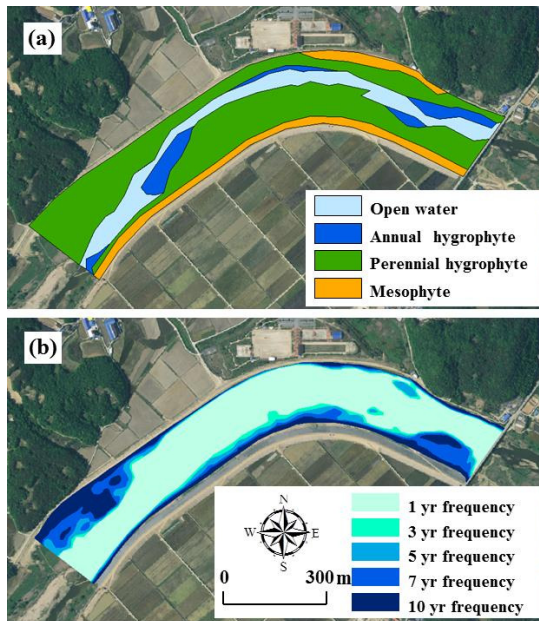 (a)
Open water
Annual hygrophyte
Perennial hygrophyte
Mesophyte
(b)
N
W E
S
0 300 m
1 yr frequency
3 yr frequency
5 yr frequency
7 yr frequency
10 yr frequency